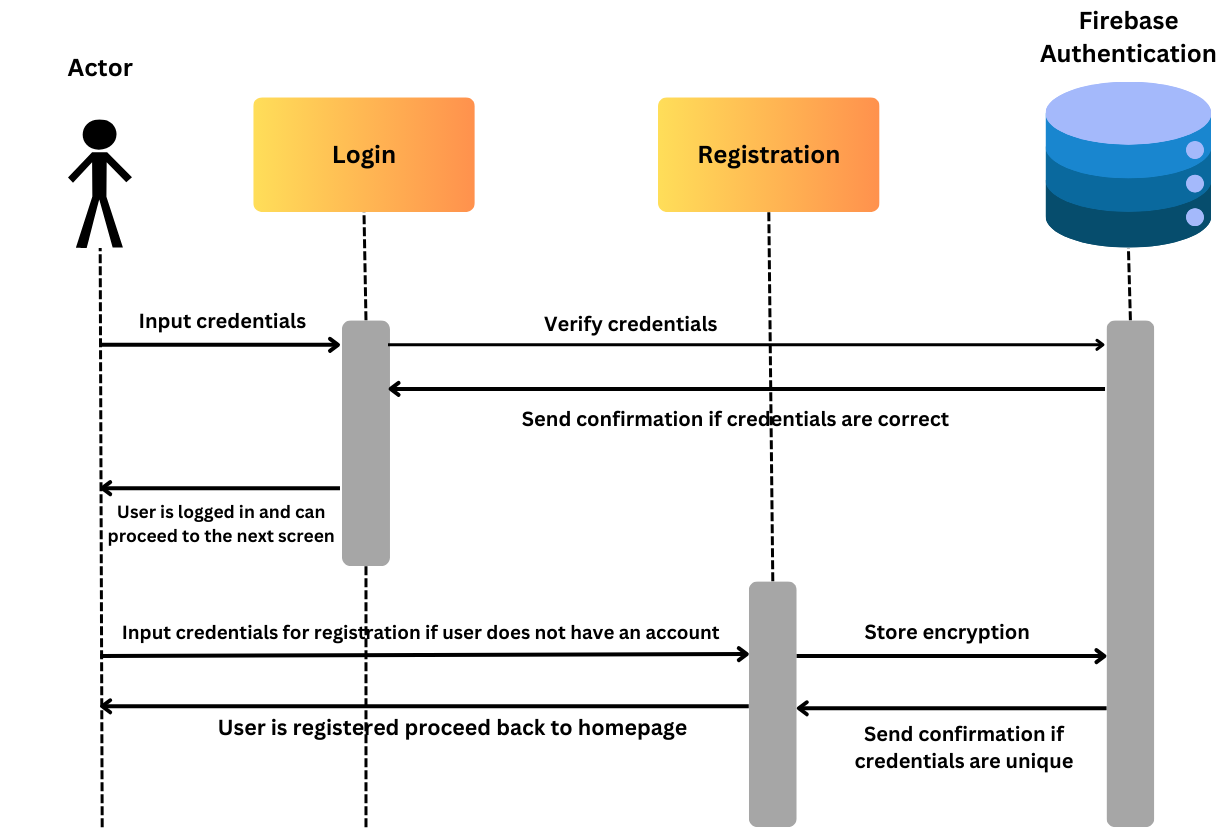 Firebase
Authentication
Actor
Login
Registration
Input credentials
Verify credentials
Send confirmation if credentials are correct
User is logged in and can
proceed to the next screen
Input credentials for registration if user does not have an account
Store encryption
User is registered proceed back to homepage
Send confirmation if
credentials are unique